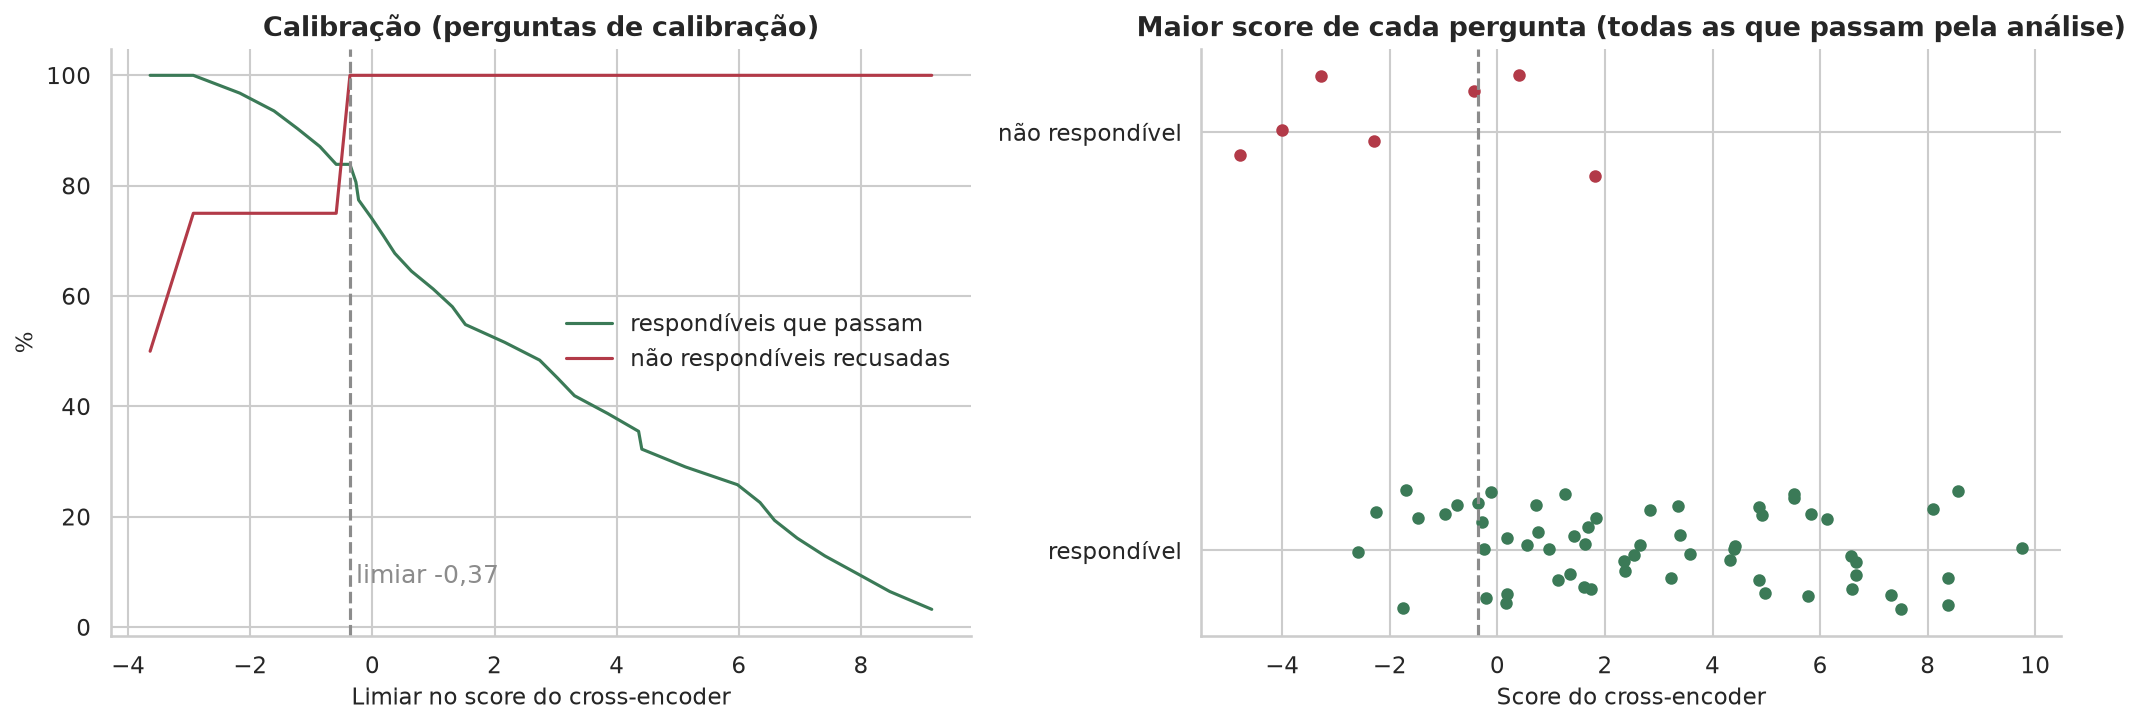 Calibração (perguntas de calibração)
100
80
60
40
20
0
%
respondíveis que passam
não respondíveis recusadas
limiar -0,37
−4
−2
0
2
4
6
8
Limiar no score do cross-encoder
Maior score de cada pergunta (todas as que passam pela análise)
não respondível
respondível
−4
−2
0
2
4
6
8
10
Score do cross-encoder